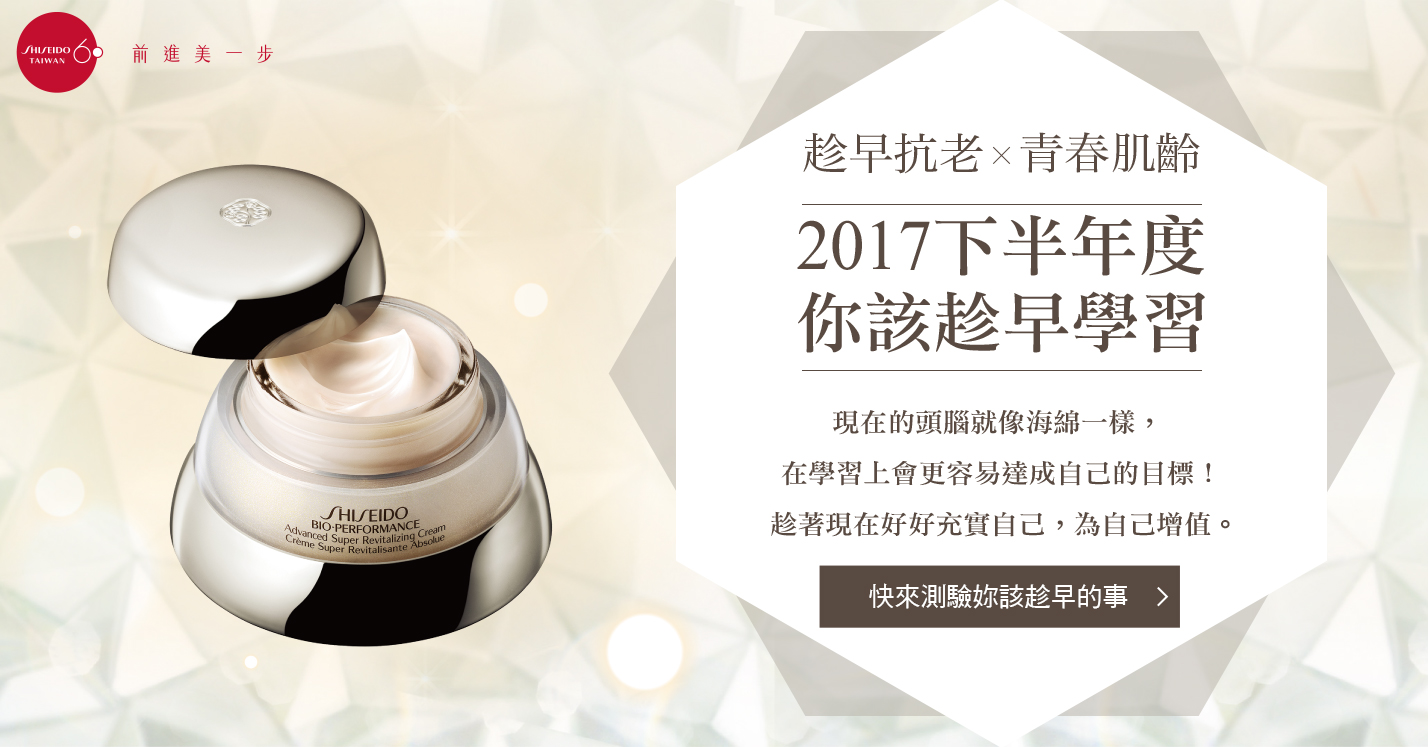 SHISEIDO 60
TAIWAN
前進美一步
趁早抗老×青春肌齡
2017下半年度
你該趁早學習
現在的頭腦就像海綿一樣，
在學習上會更容易達成自己的目標！
趁著現在好好充實自己，為自己增值。
快來測驗妳該趁早的事 >
SHISEIDO
BIO-PERFORMANCE
Advanced Super Revitalizing Cream
Crème Super Revitalisante Absolue